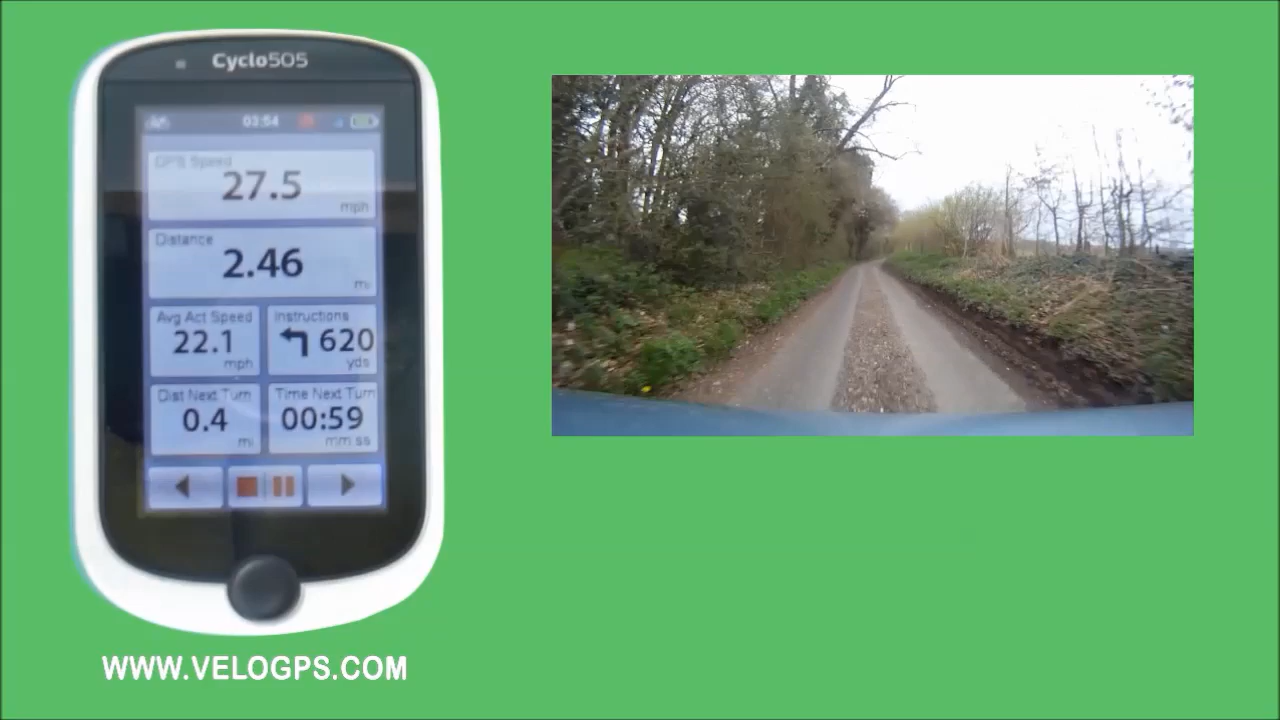 Cyclo505
03:54
GPS Speed
27.5
mph
Distance
2.46
mi
Avg Act Speed
22.1
mph
Instructions
620
yds
Dist Next Turn
0.4
mi
Time Next Turn
00:59
mm ss
WWW.VELOGPS.COM